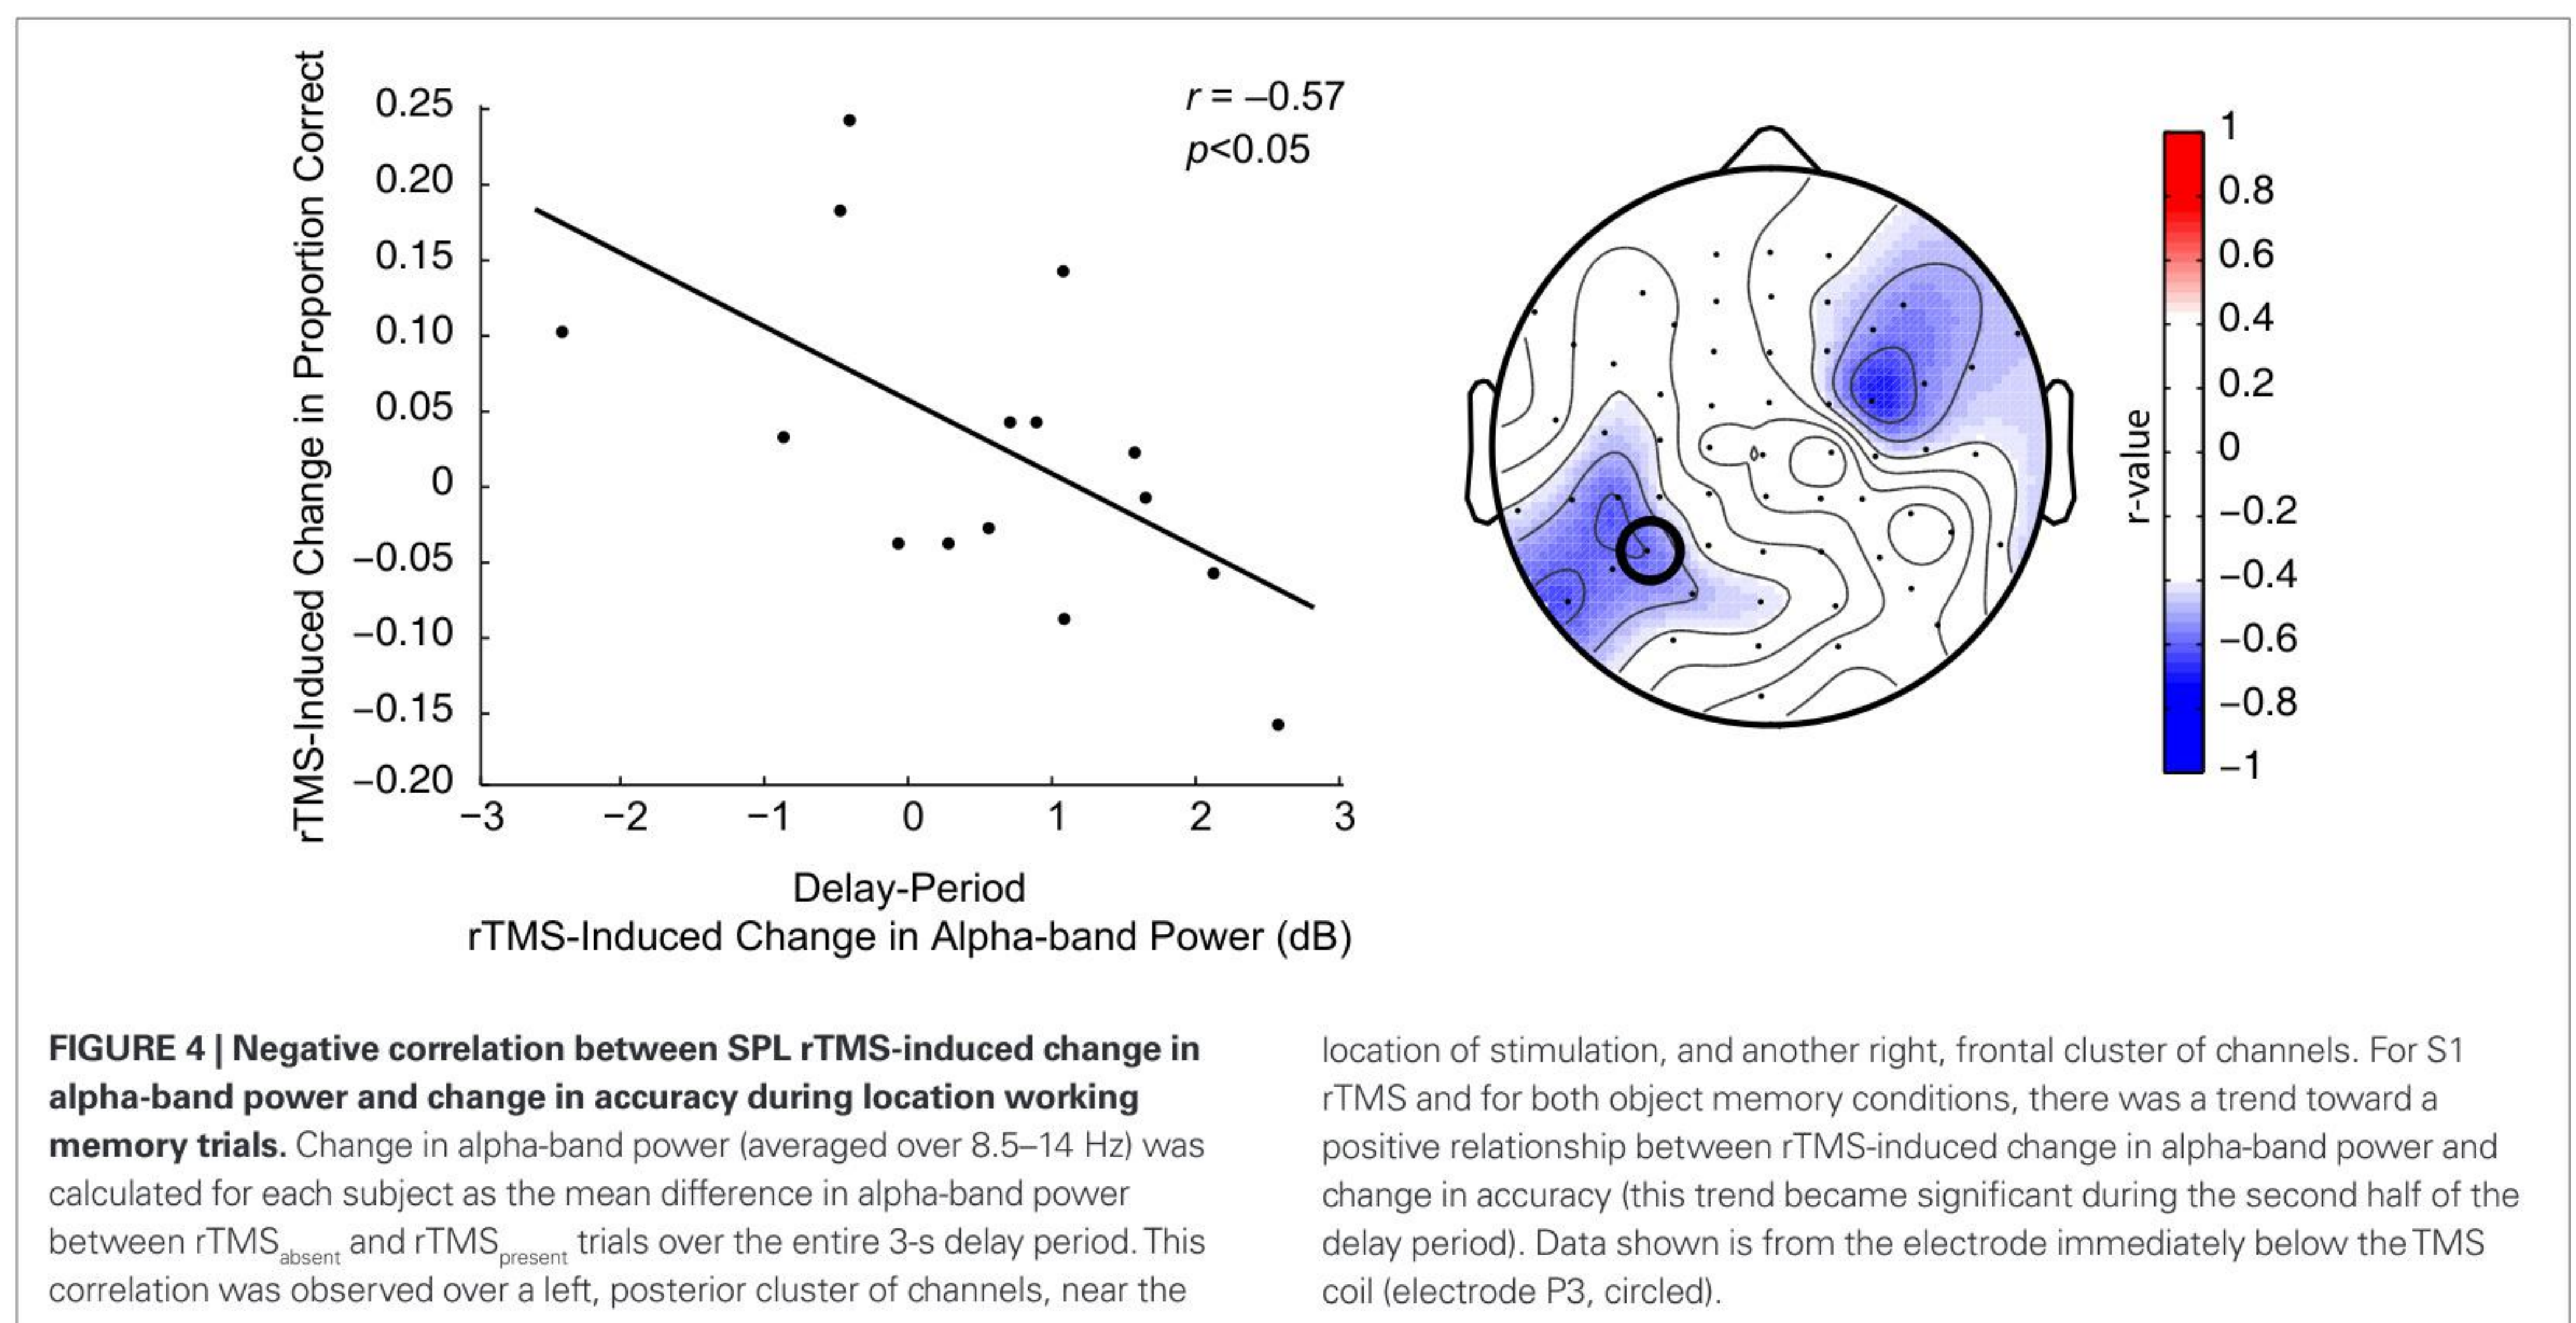 rTMS-Induced Change in Proportion Correct
0.25
0.20
0.15
0.10
0.05
0
−0.05
−0.10
−0.15
−0.20
−3 −2 −1 0 1 2 3
Delay-Period
rTMS-Induced Change in Alpha-band Power (dB)
r = –0.57
p<0.05
r-value
1
0.8
0.6
0.4
0.2
0
−0.2
−0.4
−0.6
−0.8
−1
FIGURE 4 | Negative correlation between SPL rTMS-induced change in
alpha-band power and change in accuracy during location working
memory trials. Change in alpha-band power (averaged over 8.5–14 Hz) was
calculated for each subject as the mean difference in alpha-band power
between rTMSabsent and rTMSpresent trials over the entire 3-s delay period. This
correlation was observed over a left, posterior cluster of channels, near the
location of stimulation, and another right, frontal cluster of channels. For S1
rTMS and for both object memory conditions, there was a trend toward a
positive relationship between rTMS-induced change in alpha-band power and
change in accuracy (this trend became significant during the second half of the
delay period). Data shown is from the electrode immediately below the TMS
coil (electrode P3, circled).